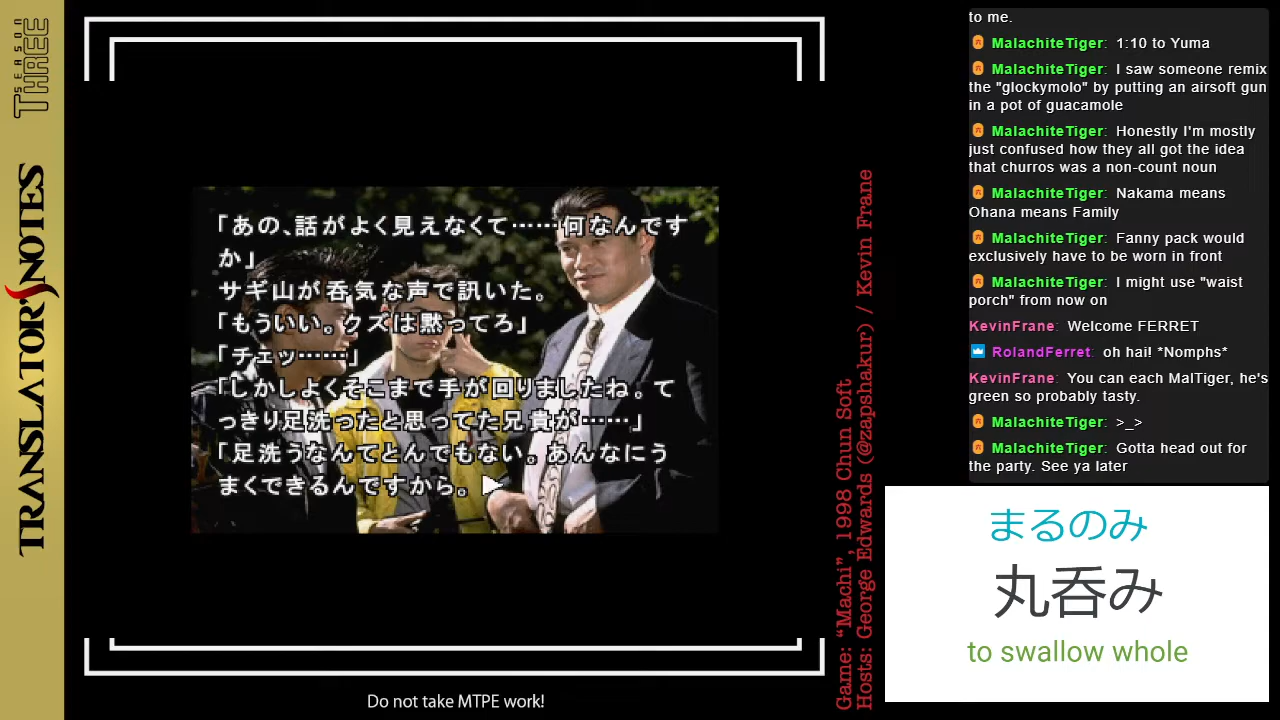 SEASON
THREE
TRANSLATOR'S NOTES
「あの、話がよく見えなくて……何なんです
か」
サギ山が呑気な声で訊いた。
「もういい。クズは黙ってろ」
「チェッ……」
「しかしよくそこまで手が回りましたね。て
っきり足洗ったと思ってた兄貴が……」
「足洗うなんてとんでもない。あんなにう
まくできるんですから。▶
Do not take MTPE work!
Game: "Machi", 1998 Chun Soft
Hosts: George Edwards (@zapshakur) / Kevin Frane
to me.
MalachiteTiger: 1:10 to Yuma
MalachiteTiger: I saw someone remix
the "glockymolo" by putting an airsoft gun
in a pot of guacamole
MalachiteTiger: Honestly I'm mostly
just confused how they all got the idea
that churros was a non-count noun
MalachiteTiger: Nakama means
Ohana means Family
MalachiteTiger: Fanny pack would
exclusively have to be worn in front
MalachiteTiger: I might use "waist
porch" from now on
KevinFrane: Welcome FERRET
RolandFerret: oh hai! *Nomphs*
KevinFrane: You can each MalTiger, he's
green so probably tasty.
MalachiteTiger: >_>
MalachiteTiger: Gotta head out for
the party. See ya later
まるのみ
丸呑み
to swallow whole